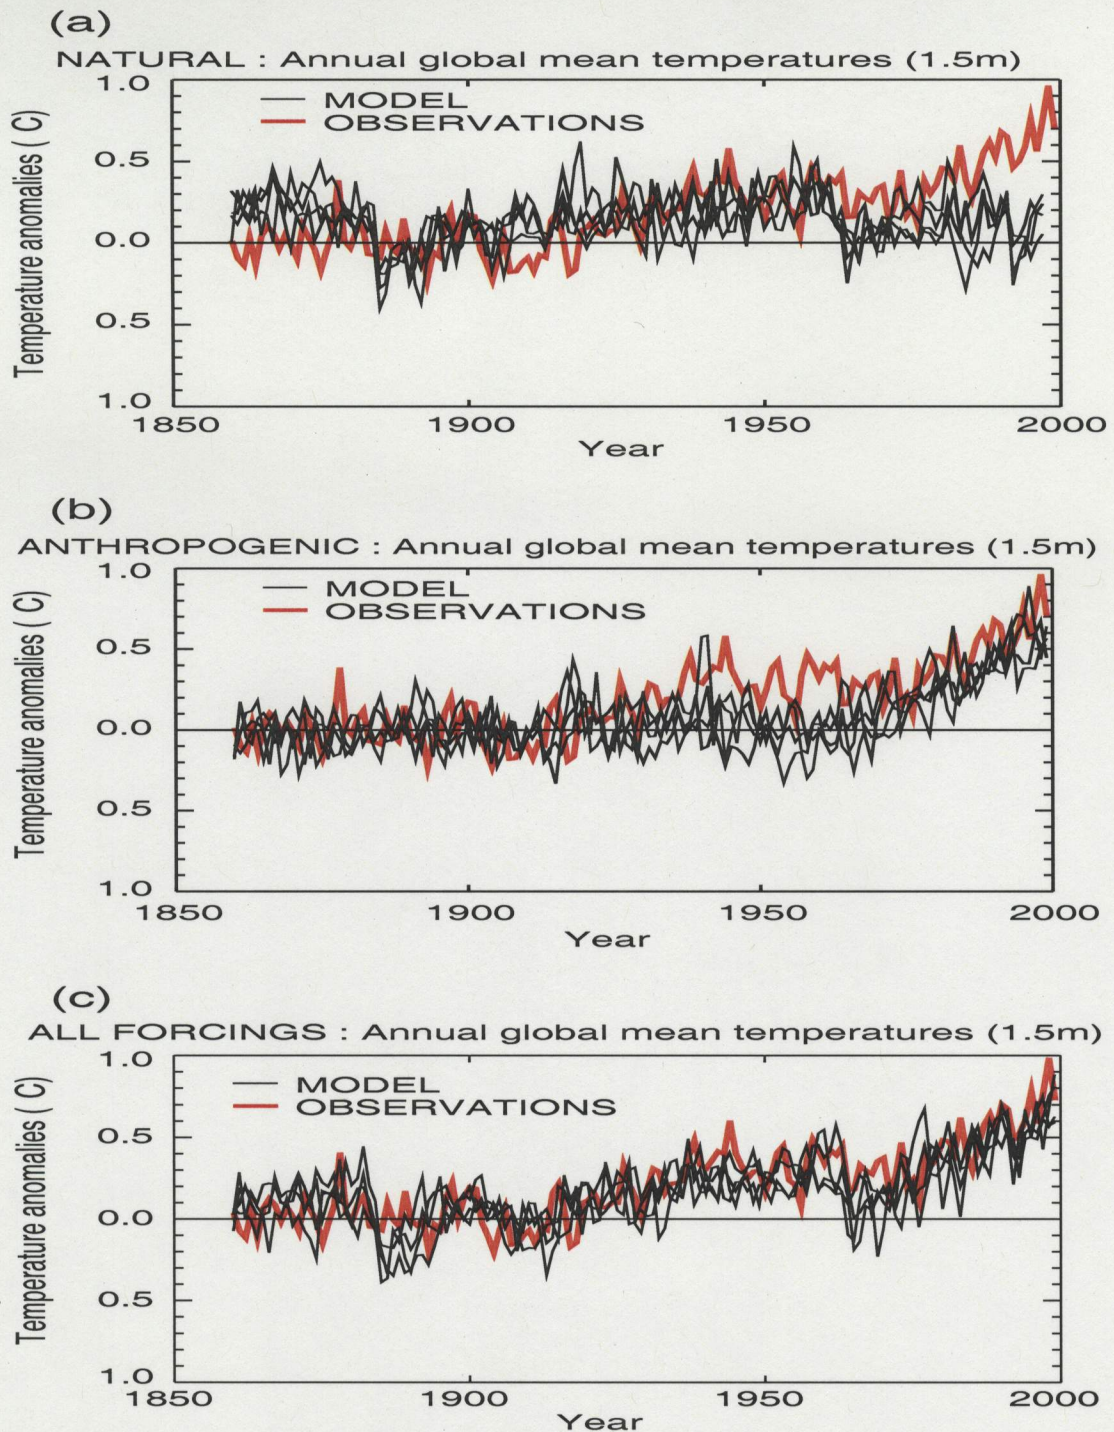 (a)
NATURAL : Annual global mean temperatures (1.5m)
1.0
0.5
0.0
0.5
1.0
Temperature anomalies ( C)
MODEL
OBSERVATIONS
1850
1900
1950
2000
Year
(b)
ANTHROPOGENIC : Annual global mean temperatures (1.5m)
1.0
0.5
0.0
0.5
1.0
Temperature anomalies ( C)
MODEL
OBSERVATIONS
1850
1900
1950
2000
Year
(c)
ALL FORCINGS : Annual global mean temperatures (1.5m)
1.0
0.5
0.0
0.5
1.0
Temperature anomalies ( C)
MODEL
OBSERVATIONS
1850
1900
1950
2000
Year